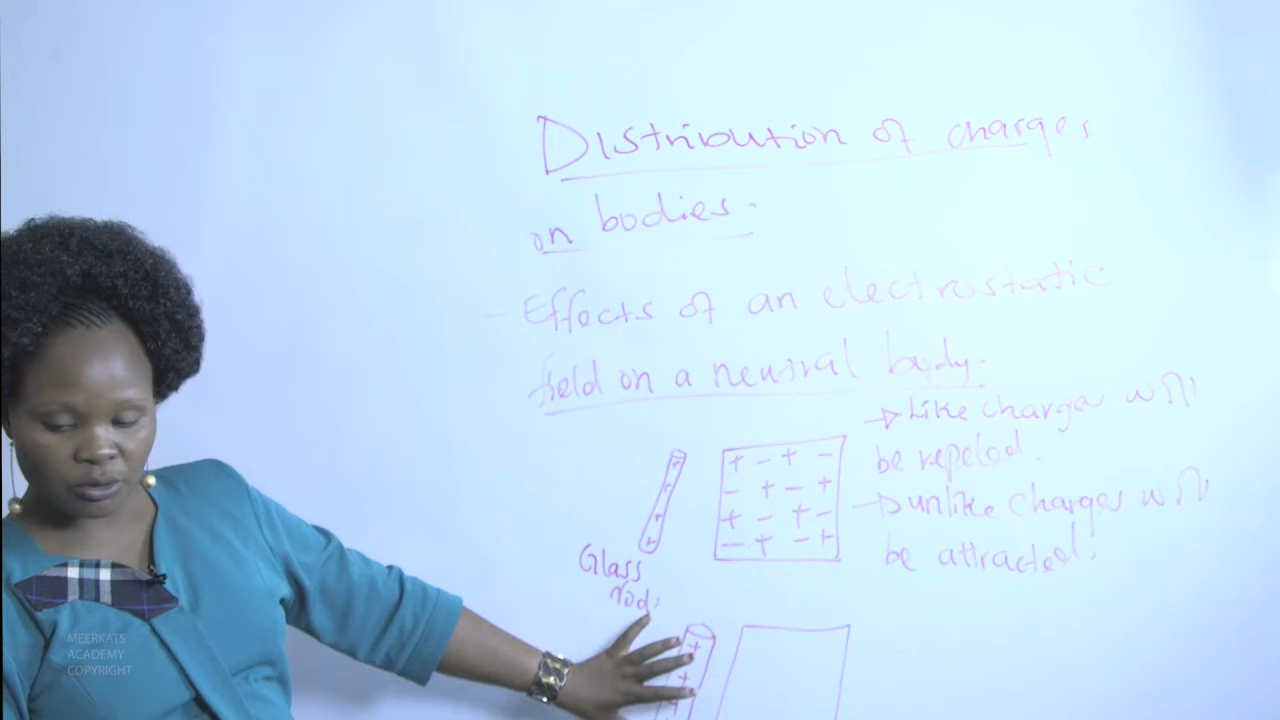 Distribution of charges
on bodies.
- Effects of an electrostatic
field on a neutral body.
→ Like charges will
be repeled.
→ unlike charges will
be attracted.
+ - + -
- + - +
+ - + -
- + - +
+
+
+
+
Glass
rod.
+
+
MEERKATS
ACADEMY
COPYRIGHT